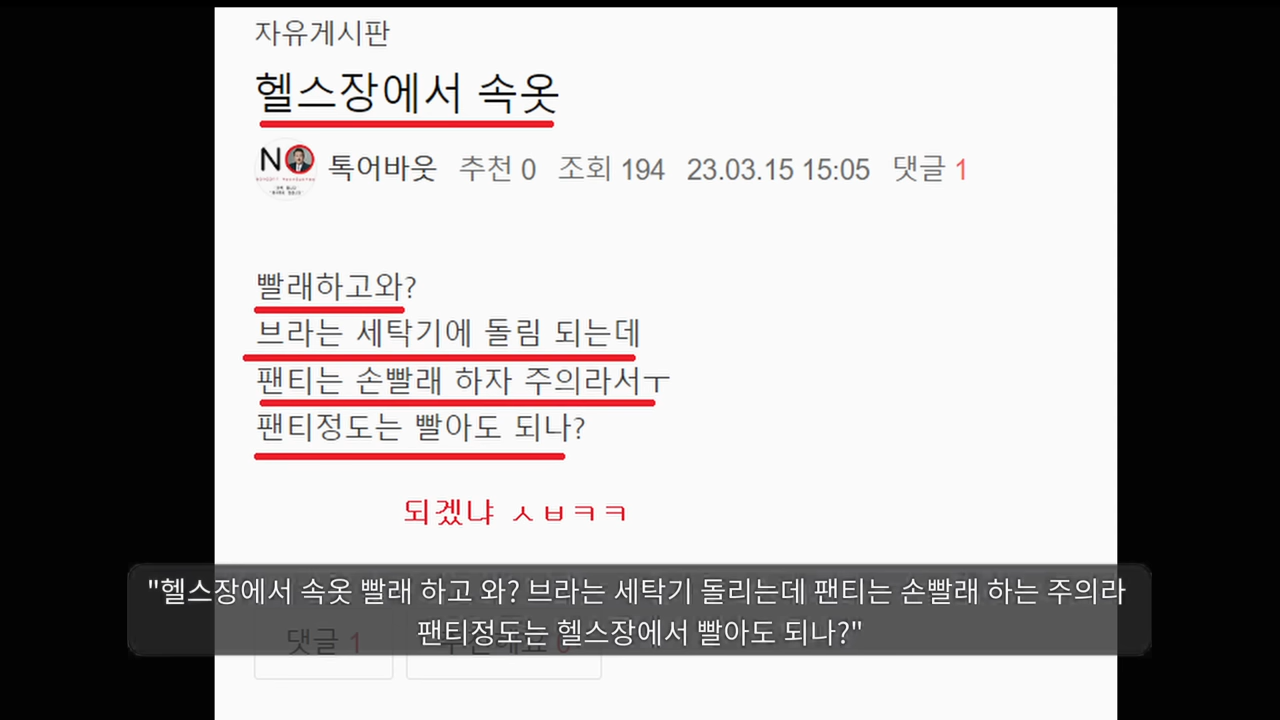 자유게시판
헬스장에서 속옷
톡어바웃 추천 0 조회 194 23.03.15 15:05 댓글 1
빨래하고와?
브라는 세탁기에 돌림 되는데
팬티는 손빨래 하자 주의라서ㅜ
팬티정도는 빨아도 되나?
되겠냐 ㅅㅂㅋㅋ
"헬스장에서 속옷 빨래 하고 와? 브라는 세탁기 돌리는데 팬티는 손빨래 하는 주의라
팬티정도는 헬스장에서 빨아도 되나?"
댓글 1